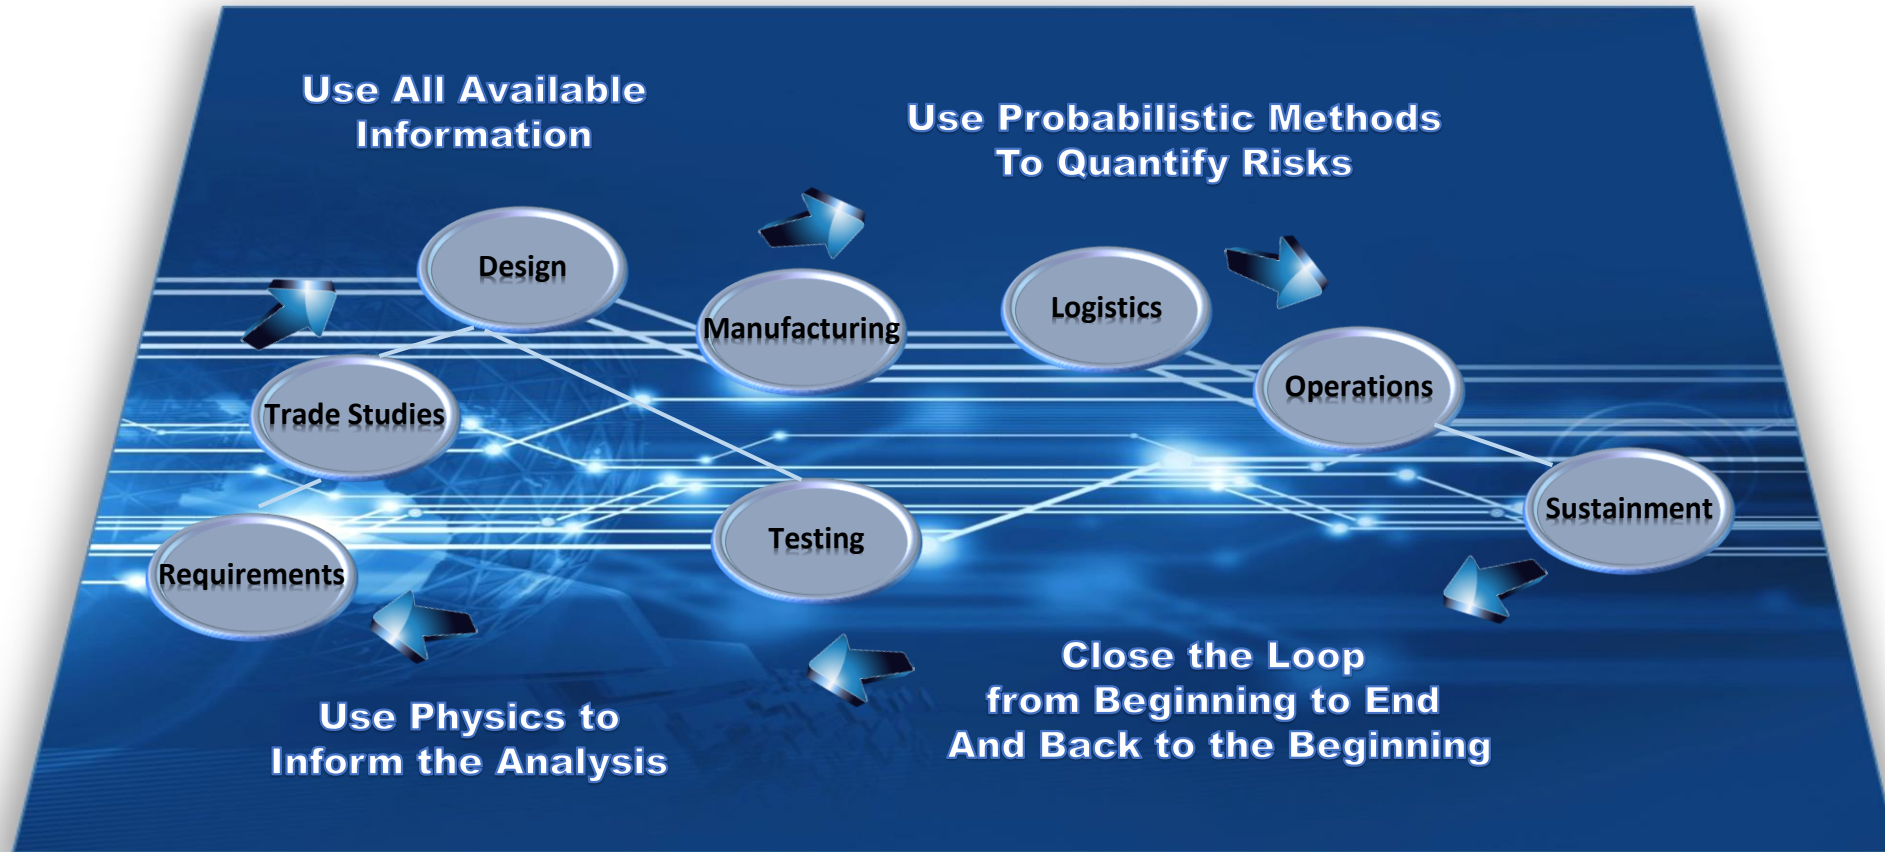 Use All Available
Information
Use Probabilistic Methods
To Quantify Risks
Design
Manufacturing
Logistics
Operations
Trade Studies
Sustainment
Testing
Requirements
Use Physics to
Inform the Analysis
Close the Loop
from Beginning to End
And Back to the Beginning